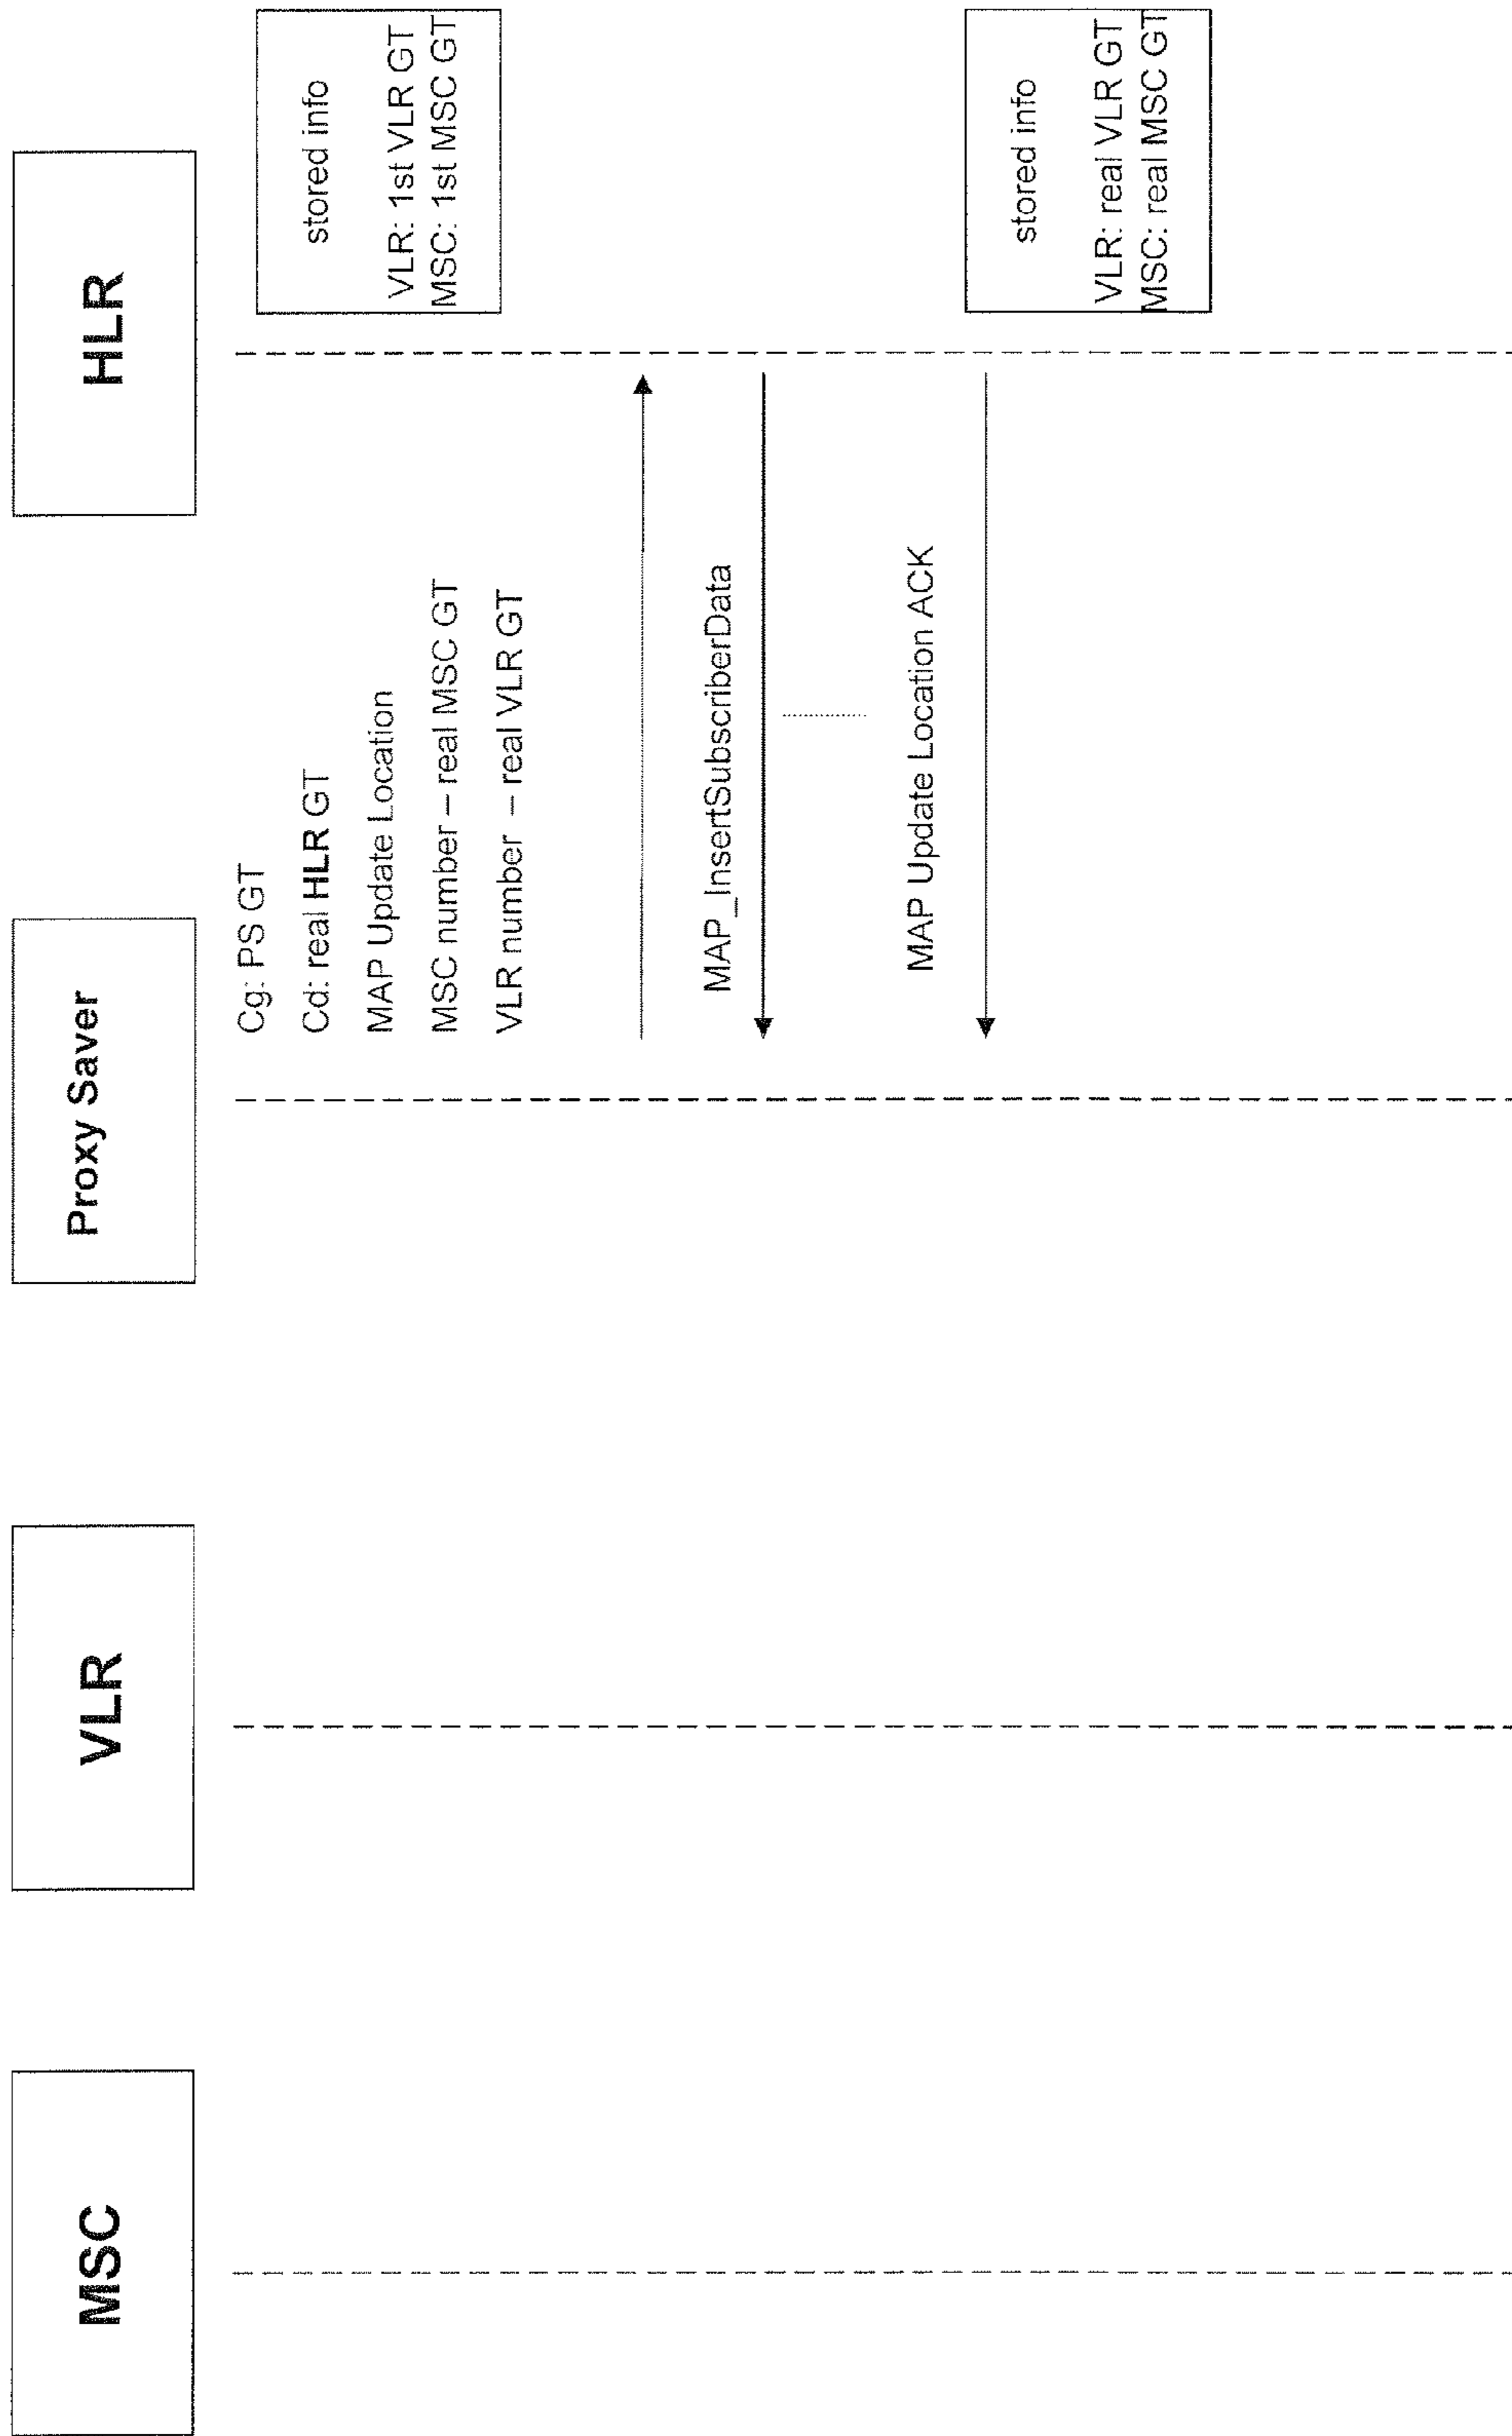 MSC
VLR
Proxy Saver
HLR
Cg: PS GT
Cd: real HLR GT
MAP Update Location
MSC number – real MSC GT
VLR number – real VLR GT
stored info
VLR: 1st VLR GT
MSC: 1st MSC GT
MAP_InsertSubscriberData
MAP Update Location ACK
stored info
VLR: real VLR GT
MSC: real MSC GT